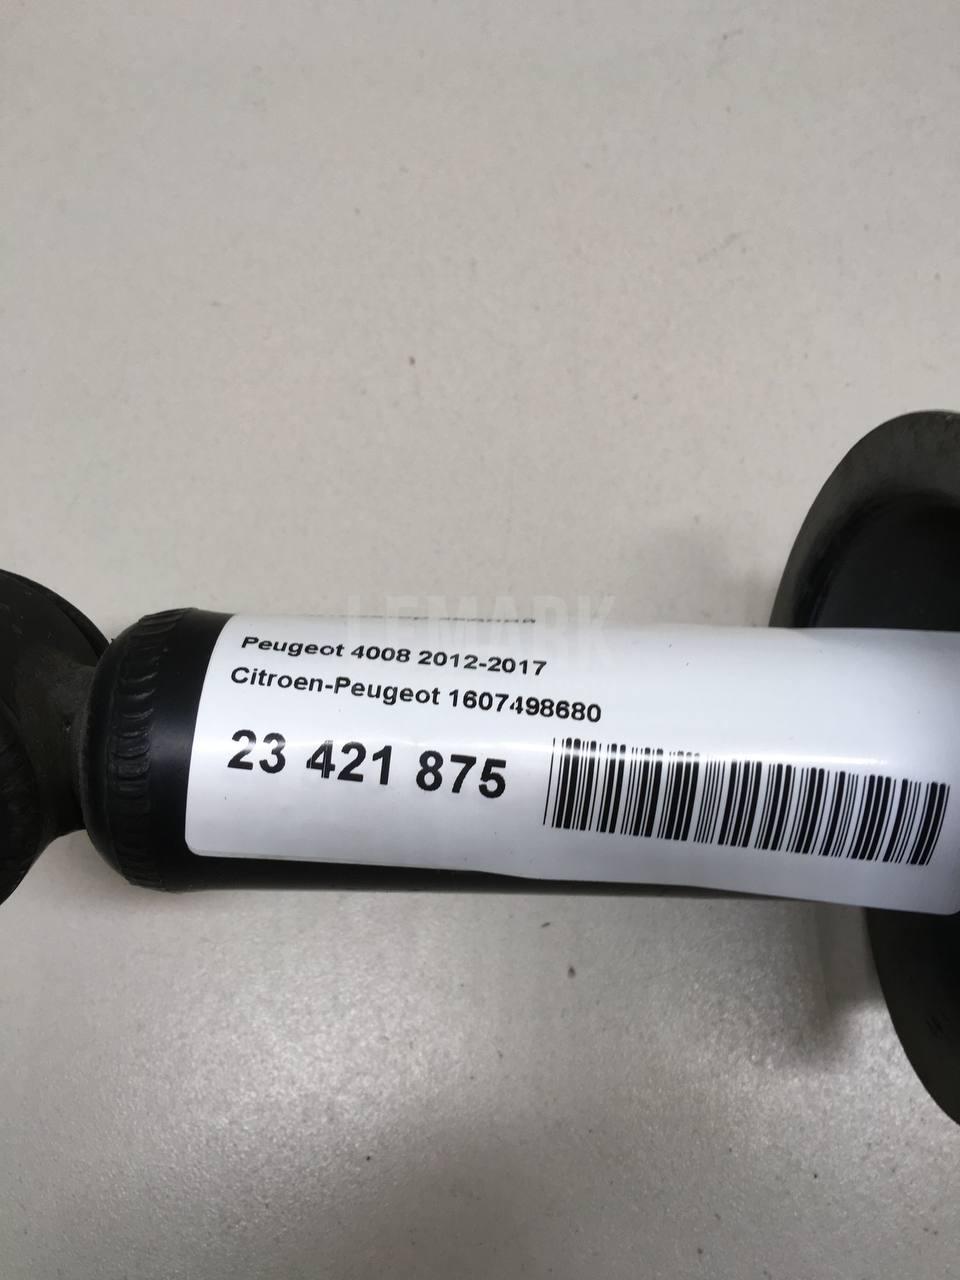 LEMARK
Peugeot 4008 2012-2017
Citroen-Peugeot 1607498680
23 421 875